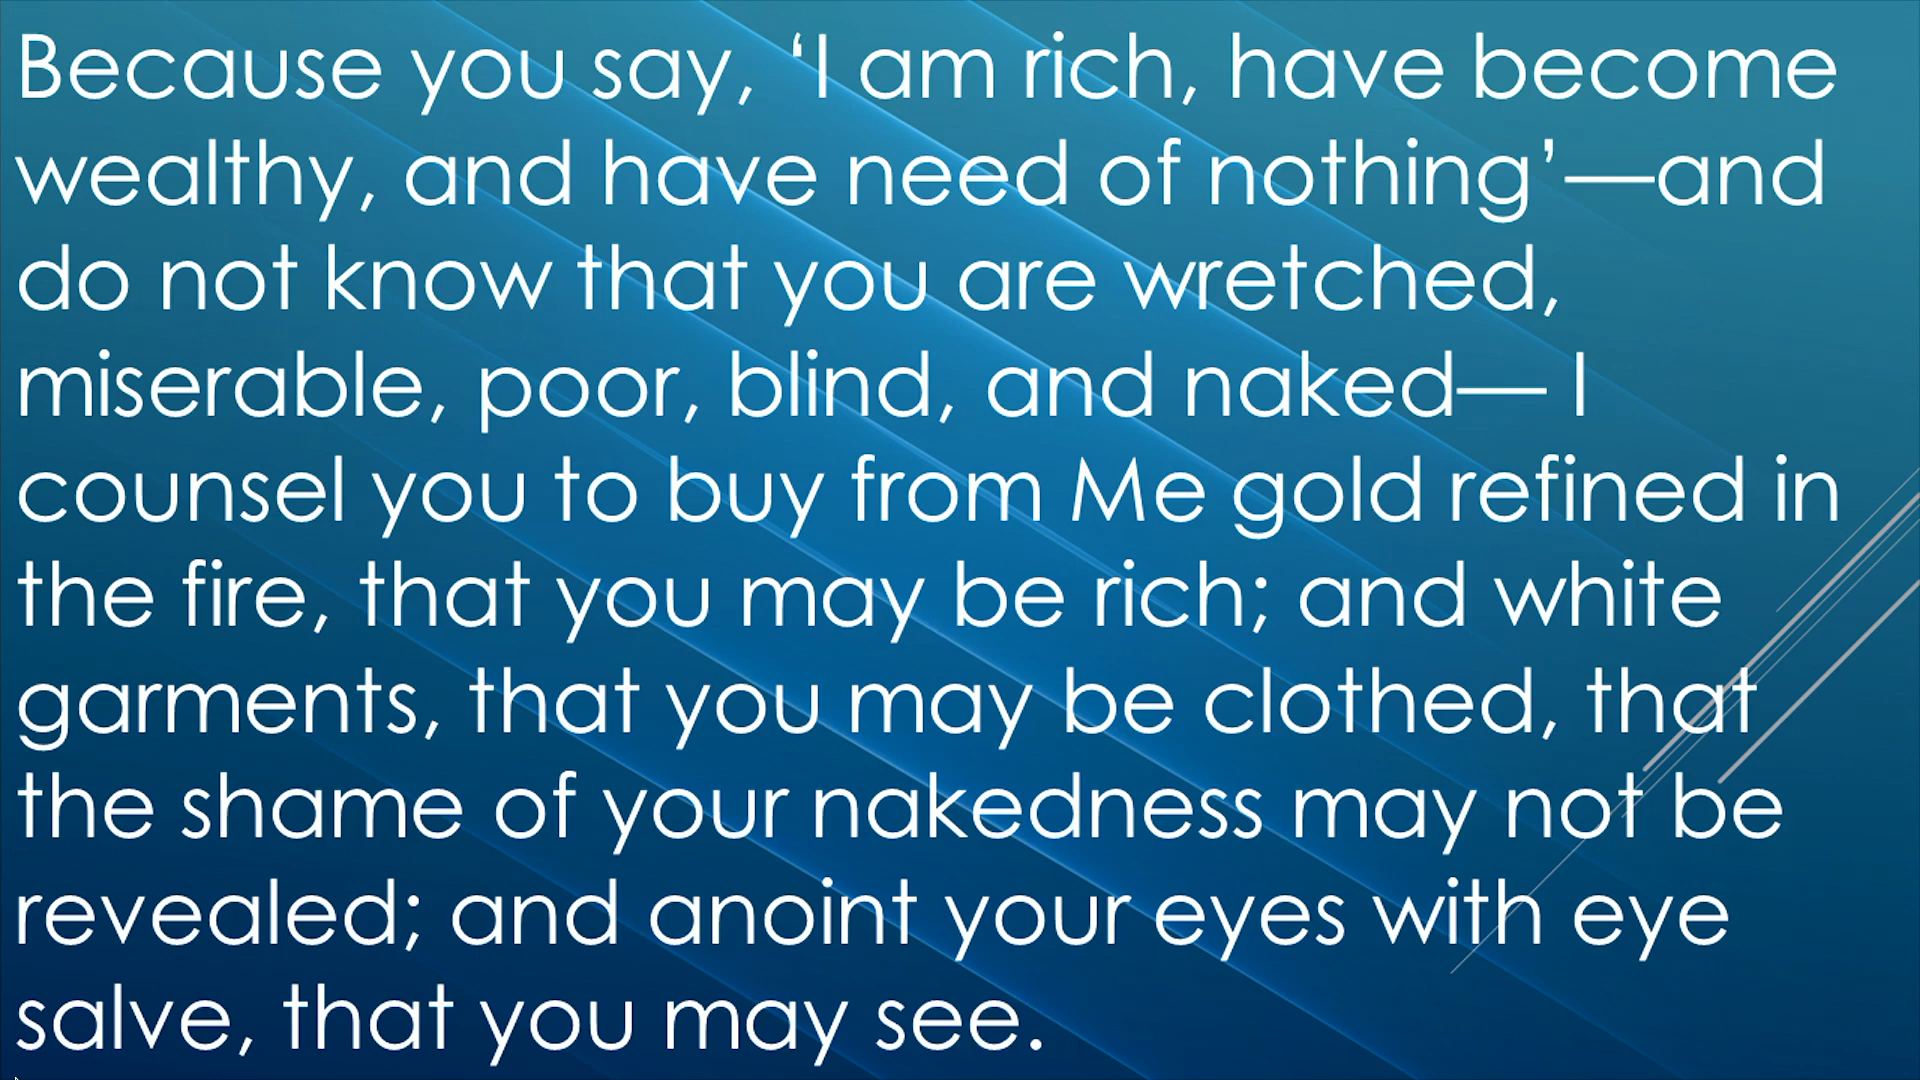 Because you say, ‘I am rich, have become
wealthy, and have need of nothing’—and
do not know that you are wretched,
miserable, poor, blind, and naked— I
counsel you to buy from Me gold refined in
the fire, that you may be rich; and white
garments, that you may be clothed, that
the shame of your nakedness may not be
revealed; and anoint your eyes with eye
salve, that you may see.